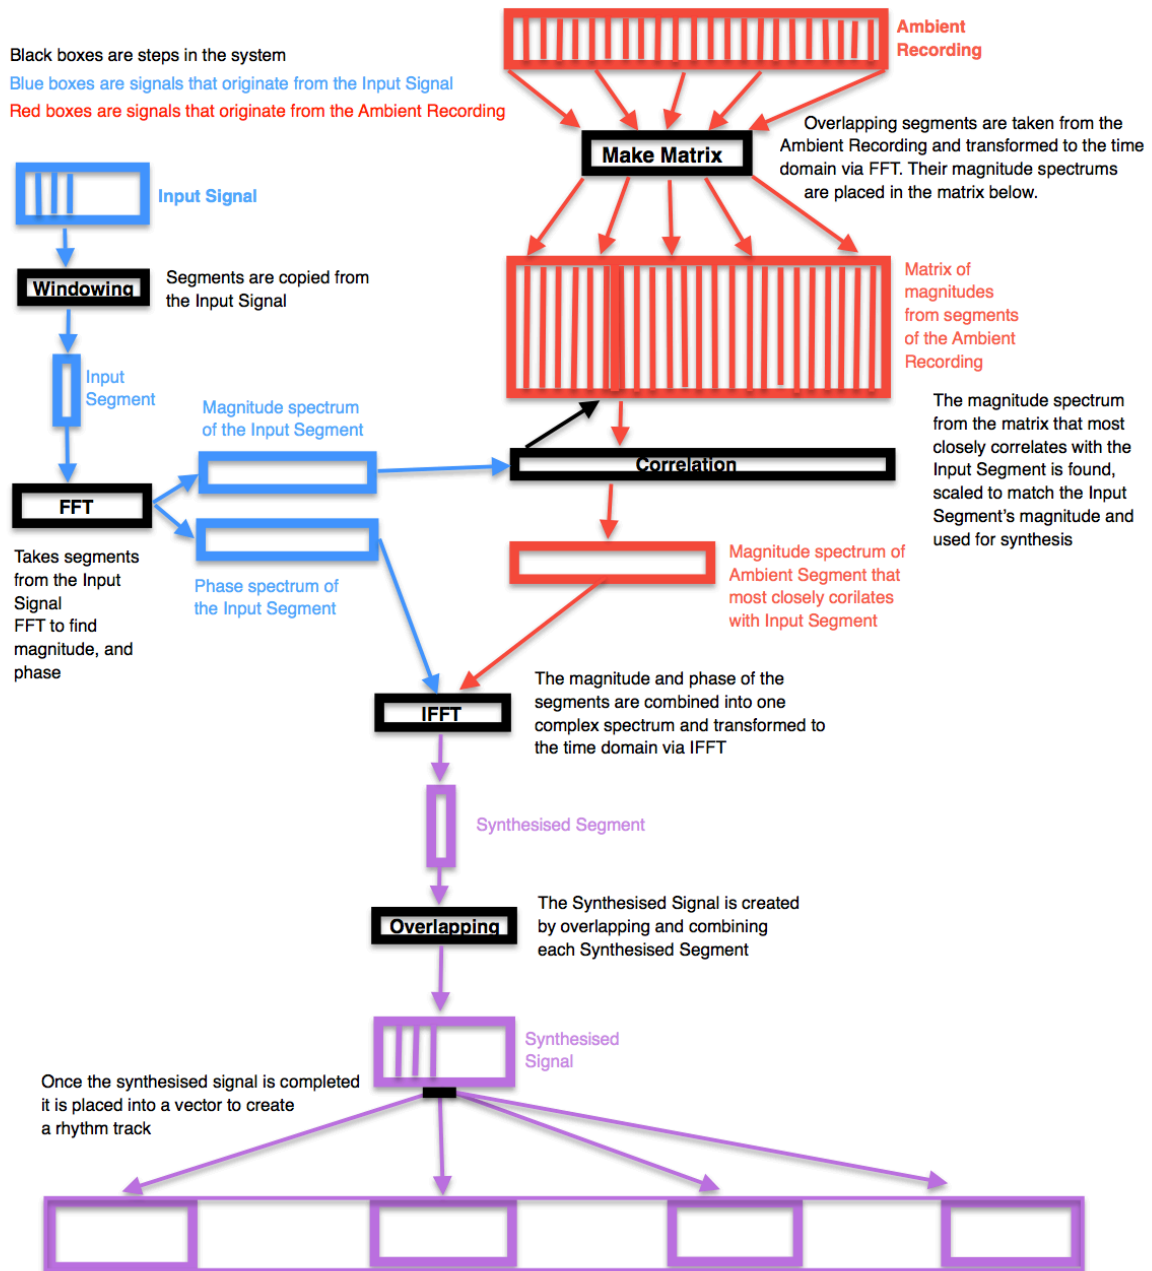 Black boxes are steps in the system
Blue boxes are signals that originate from the Input Signal
Red boxes are signals that originate from the Ambient Recording
Ambient
Recording
Make Matrix
Overlapping segments are taken from the
Ambient Recording and transformed to the time
domain via FFT. Their magnitude spectrums
are placed in the matrix below.
Input Signal
Windowing
Segments are copied from
the Input Signal
Matrix of
magnitudes
from segments
of the Ambient
Recording
Input
Segment
Magnitude spectrum
of the Input Segment
The magnitude spectrum
from the matrix that most
closely correlates with the
Input Segment is found,
scaled to match the Input
Segment's magnitude and
used for synthesis
Correlation
FFT
Takes segments
from the Input
Signal
FFT to find
magnitude, and
phase
Phase spectrum of
the Input Segment
Magnitude spectrum of
Ambient Segment that
most closely corilates
with Input Segment
IFFT
The magnitude and phase of the
segments are combined into one
complex spectrum and transformed to
the time domain via IFFT
Synthesised Segment
Overlapping
The Synthesised Signal is created
by overlapping and combining
each Synthesised Segment
Synthesised
Signal
Once the synthesised signal is completed
it is placed into a vector to create
a rhythm track